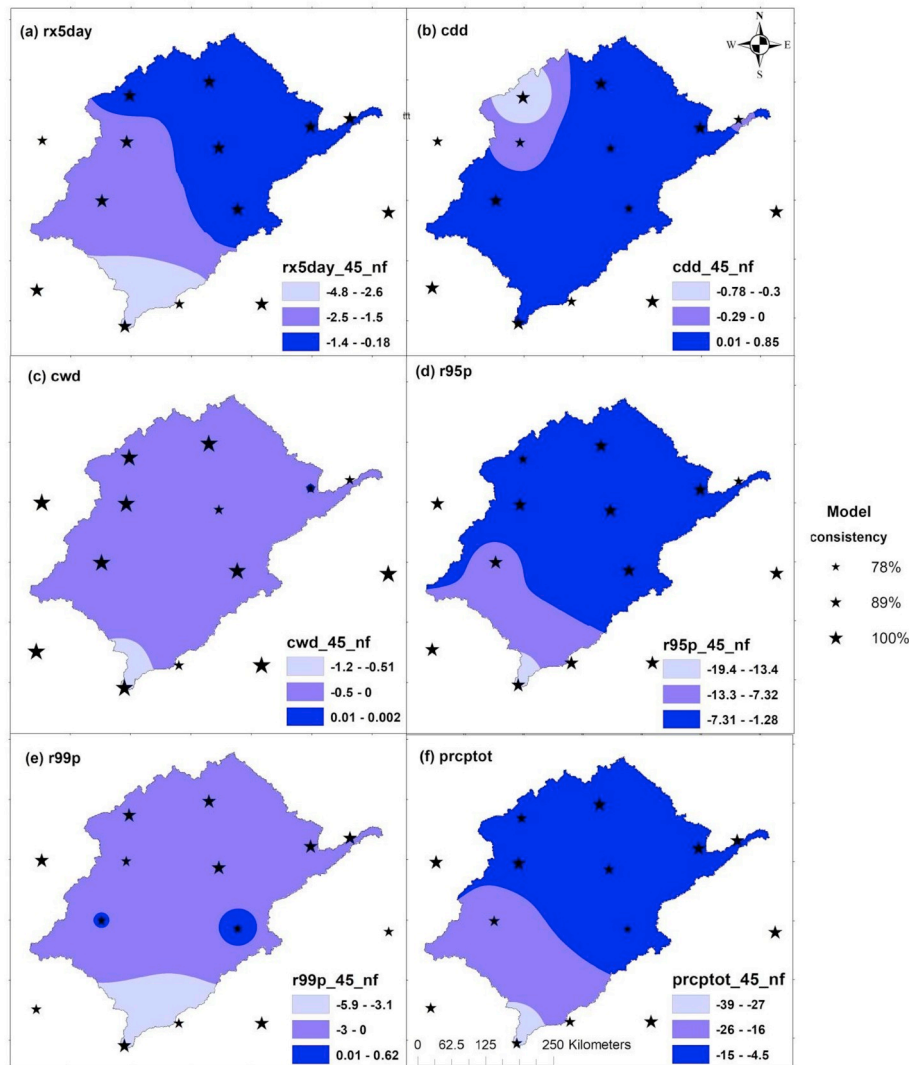 (a) rx5day
rx5day_45_nf
-4.8 - -2.6
-2.5 - -1.5
-1.4 - -0.18
(b) cdd
N
W E
S
cdd_45_nf
-0.78 - -0.3
-0.29 - 0
0.01 - 0.85
(c) cwd
cwd_45_nf
-1.2 - -0.51
-0.5 - 0
0.01 - 0.002
(d) r95p
r95p_45_nf
-19.4 - -13.4
-13.3 - -7.32
-7.31 - -1.28
Model
consistency
78%
89%
100%
(e) r99p
r99p_45_nf
-5.9 - -3.1
-3 - 0
0.01 - 0.62
(f) prcptot
prcptot_45_nf
-39 - -27
-26 - -16
-15 - -4.5
0 62.5 125 250 Kilometers